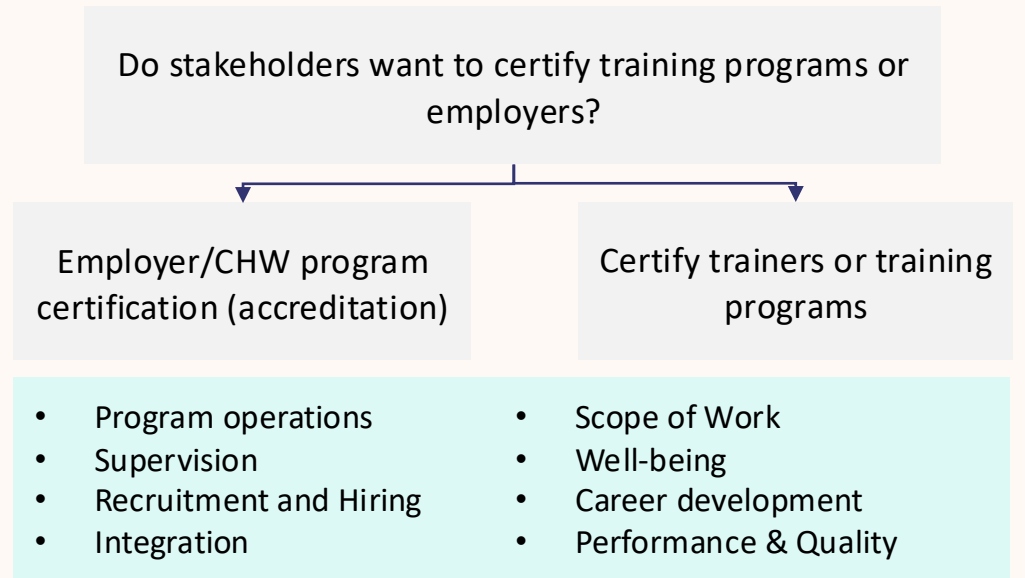 Do stakeholders want to certify training programs or
employers?
Employer/CHW program
certification (accreditation)
Certify trainers or training
programs
• Program operations
• Supervision
• Recruitment and Hiring
• Integration
• Scope of Work
• Well-being
• Career development
• Performance & Quality